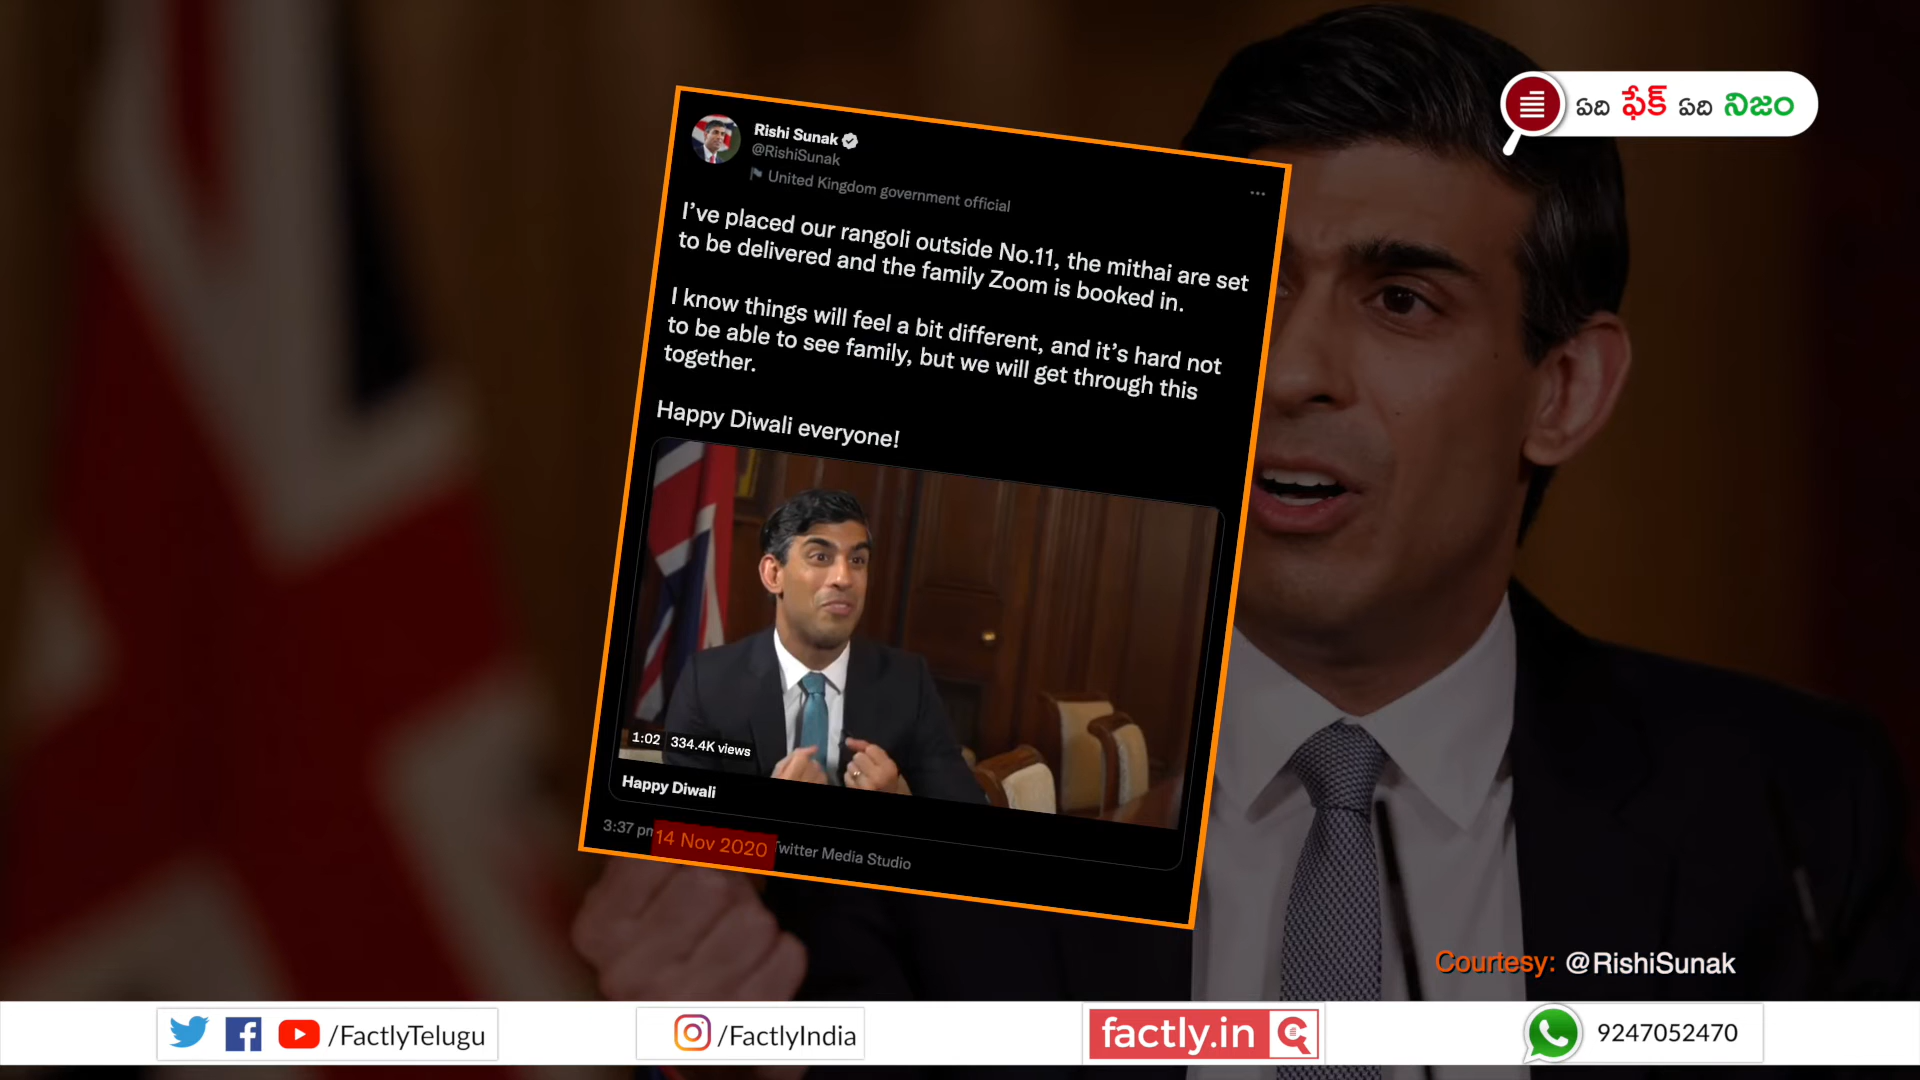 ఏది ఫేక్ ఏది నిజం
Rishi Sunak
@RishiSunak
United Kingdom government official
I've placed our rangoli outside No.11, the mithai are set
to be delivered and the family Zoom is booked in.
I know things will feel a bit different, and it's hard not
to be able to see family, but we will get through this
together.
Happy Diwali everyone!
1:02 334.4K views
Happy Diwali
3:37 pm 14 Nov 2020 Twitter Media Studio
Courtesy: @RishiSunak
/FactlyTelugu
/FactlyIndia
factly.in
9247052470